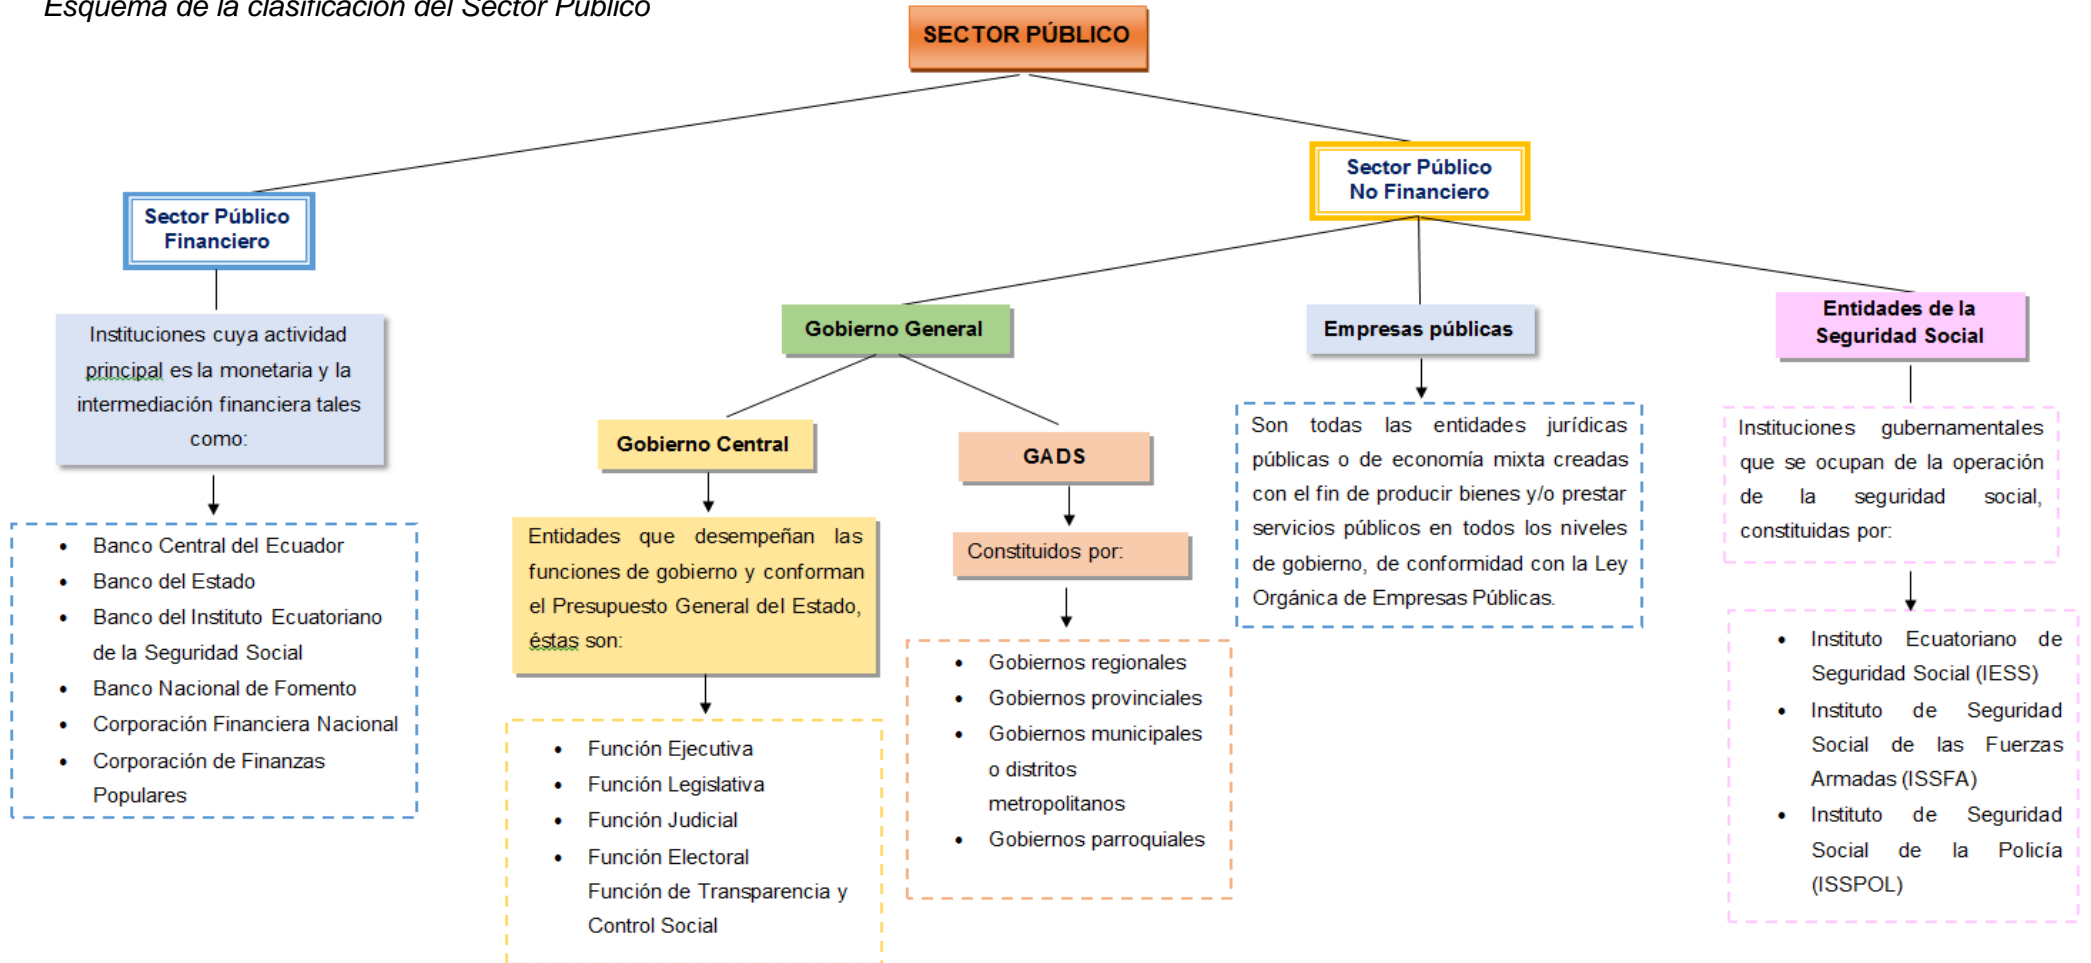 Esquema de la clasificación del Sector Público
SECTOR PÚBLICO
Sector Público
Financiero
Instituciones cuya actividad
principal es la monetaria y la
intermediación financiera tales
como:
• Banco Central del Ecuador
• Banco del Estado
• Banco del Instituto Ecuatoriano
de la Seguridad Social
• Banco Nacional de Fomento
• Corporación Financiera Nacional
• Corporación de Finanzas
Populares
Sector Público
No Financiero
Gobierno General
Gobierno Central
Entidades que desempeñan las
funciones de gobierno y conforman
el Presupuesto General del Estado,
éstas son:
• Función Ejecutiva
• Función Legislativa
• Función Judicial
• Función Electoral
Función de Transparencia y
Control Social
GADS
Constituidos por:
• Gobiernos regionales
• Gobiernos provinciales
• Gobiernos municipales
o distritos
metropolitanos
• Gobiernos parroquiales
Empresas públicas
Son todas las entidades jurídicas
públicas o de economía mixta creadas
con el fin de producir bienes y/o prestar
servicios públicos en todos los niveles
de gobierno, de conformidad con la Ley
Orgánica de Empresas Públicas.
Entidades de la
Seguridad Social
Instituciones gubernamentales
que se ocupan de la operación
de la seguridad social,
constituidas por:
• Instituto Ecuatoriano de
Seguridad Social (IESS)
• Instituto de Seguridad
Social de las Fuerzas
Armadas (ISSFA)
• Instituto de Seguridad
Social de la Policía
(ISSPOL)